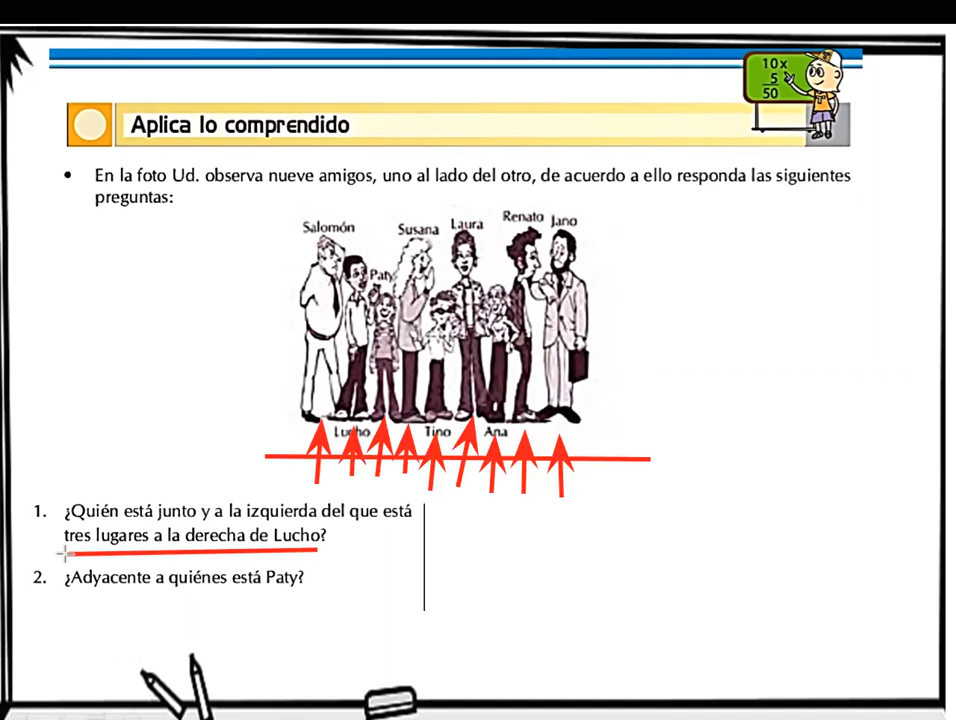 10x
5
50
Aplica lo comprendido
• En la foto Ud. observa nueve amigos, uno al lado del otro, de acuerdo a ello responda las siguientes
preguntas:
Salomón
Paty
Susana
Laura
Renato
Jano
Lucho
Tino
Ana
1. ¿Quién está junto y a la izquierda del que está
tres lugares a la derecha de Lucho?
2. ¿Adyacente a quiénes está Paty?